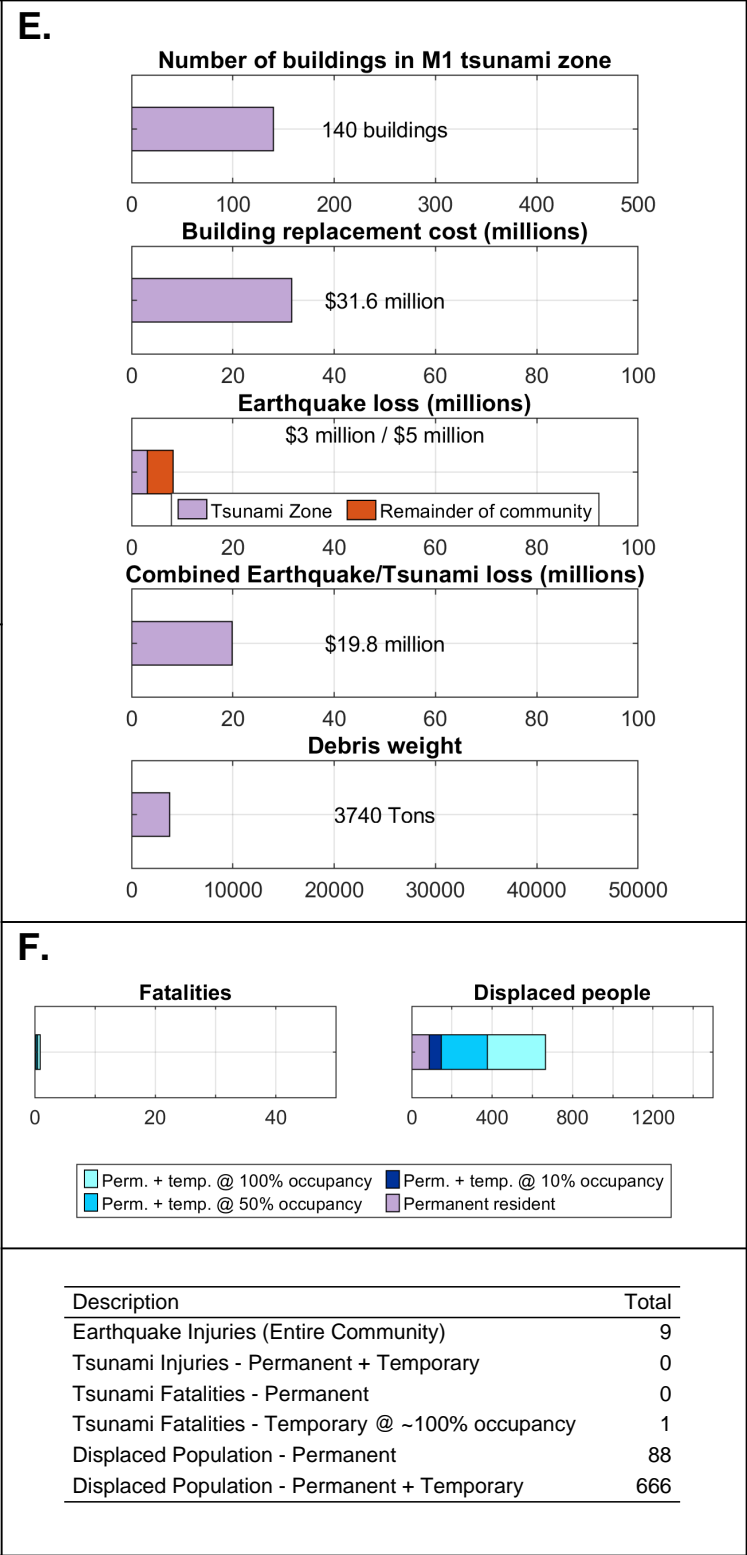 E.
Number of buildings in M1 tsunami zone
140 buildings
0 100 200 300 400 500
Building replacement cost (millions)
$31.6 million
0 20 40 60 80 100
Earthquake loss (millions)
$3 million / $5 million
Tsunami Zone Remainder of community
0 20 40 60 80 100
Combined Earthquake/Tsunami loss (millions)
$19.8 million
0 20 40 60 80 100
Debris weight
3740 Tons
0 10000 20000 30000 40000 50000
F.
Fatalities Displaced people
0 20 40 0 400 800 1200
Perm. + temp. @ 100% occupancy Perm. + temp. @ 10% occupancy
Perm. + temp. @ 50% occupancy Permanent resident
Description Total
Earthquake Injuries (Entire Community) 9
Tsunami Injuries - Permanent + Temporary 0
Tsunami Fatalities - Permanent 0
Tsunami Fatalities - Temporary @ ~100% occupancy 1
Displaced Population - Permanent 88
Displaced Population - Permanent + Temporary 666